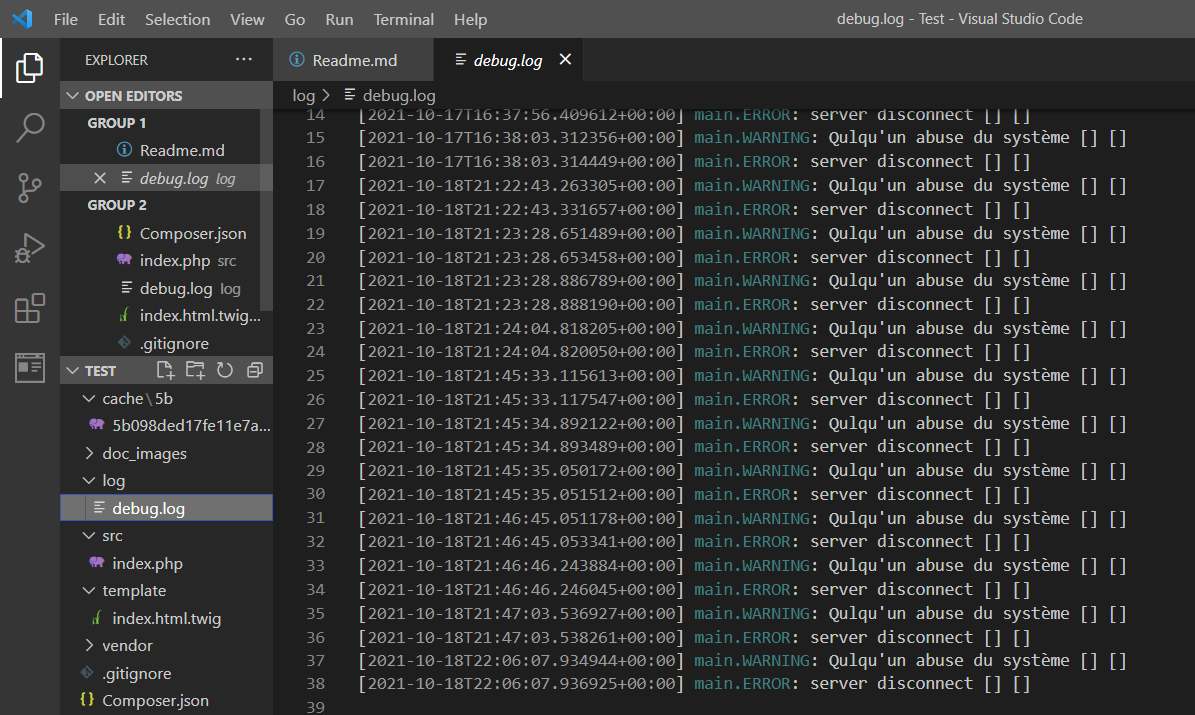 File Edit Selection View Go Run Terminal Help debug.log - Test - Visual Studio Code
EXPLORER ···
OPEN EDITORS
GROUP 1
Readme.md
debug.log log
GROUP 2
Composer.json
index.php src
debug.log log
index.html.twig...
.gitignore
TEST
cache\5b
5b098ded17fe11e7a...
doc_images
log
debug.log
src
index.php
template
index.html.twig
vendor
.gitignore
Composer.json
Readme.md debug.log
log > debug.log
14 [2021-10-17T16:37:56.409612+00:00] main.ERROR: server disconnect [] []
15 [2021-10-17T16:38:03.312356+00:00] main.WARNING: Qulqu'un abuse du système [] []
16 [2021-10-17T16:38:03.314449+00:00] main.ERROR: server disconnect [] []
17 [2021-10-18T21:22:43.263305+00:00] main.WARNING: Qulqu'un abuse du système [] []
18 [2021-10-18T21:22:43.331657+00:00] main.ERROR: server disconnect [] []
19 [2021-10-18T21:23:28.651489+00:00] main.WARNING: Qulqu'un abuse du système [] []
20 [2021-10-18T21:23:28.653458+00:00] main.ERROR: server disconnect [] []
21 [2021-10-18T21:23:28.886789+00:00] main.WARNING: Qulqu'un abuse du système [] []
22 [2021-10-18T21:23:28.888190+00:00] main.ERROR: server disconnect [] []
23 [2021-10-18T21:24:04.818205+00:00] main.WARNING: Qulqu'un abuse du système [] []
24 [2021-10-18T21:24:04.820050+00:00] main.ERROR: server disconnect [] []
25 [2021-10-18T21:45:33.115613+00:00] main.WARNING: Qulqu'un abuse du système [] []
26 [2021-10-18T21:45:33.117547+00:00] main.ERROR: server disconnect [] []
27 [2021-10-18T21:45:34.892122+00:00] main.WARNING: Qulqu'un abuse du système [] []
28 [2021-10-18T21:45:34.893489+00:00] main.ERROR: server disconnect [] []
29 [2021-10-18T21:45:35.050172+00:00] main.WARNING: Qulqu'un abuse du système [] []
30 [2021-10-18T21:45:35.051512+00:00] main.ERROR: server disconnect [] []
31 [2021-10-18T21:46:45.051178+00:00] main.WARNING: Qulqu'un abuse du système [] []
32 [2021-10-18T21:46:45.053341+00:00] main.ERROR: server disconnect [] []
33 [2021-10-18T21:46:46.243884+00:00] main.WARNING: Qulqu'un abuse du système [] []
34 [2021-10-18T21:46:46.246045+00:00] main.ERROR: server disconnect [] []
35 [2021-10-18T21:47:03.536927+00:00] main.WARNING: Qulqu'un abuse du système [] []
36 [2021-10-18T21:47:03.538261+00:00] main.ERROR: server disconnect [] []
37 [2021-10-18T22:06:07.934944+00:00] main.WARNING: Qulqu'un abuse du système [] []
38 [2021-10-18T22:06:07.936925+00:00] main.ERROR: server disconnect [] []
39